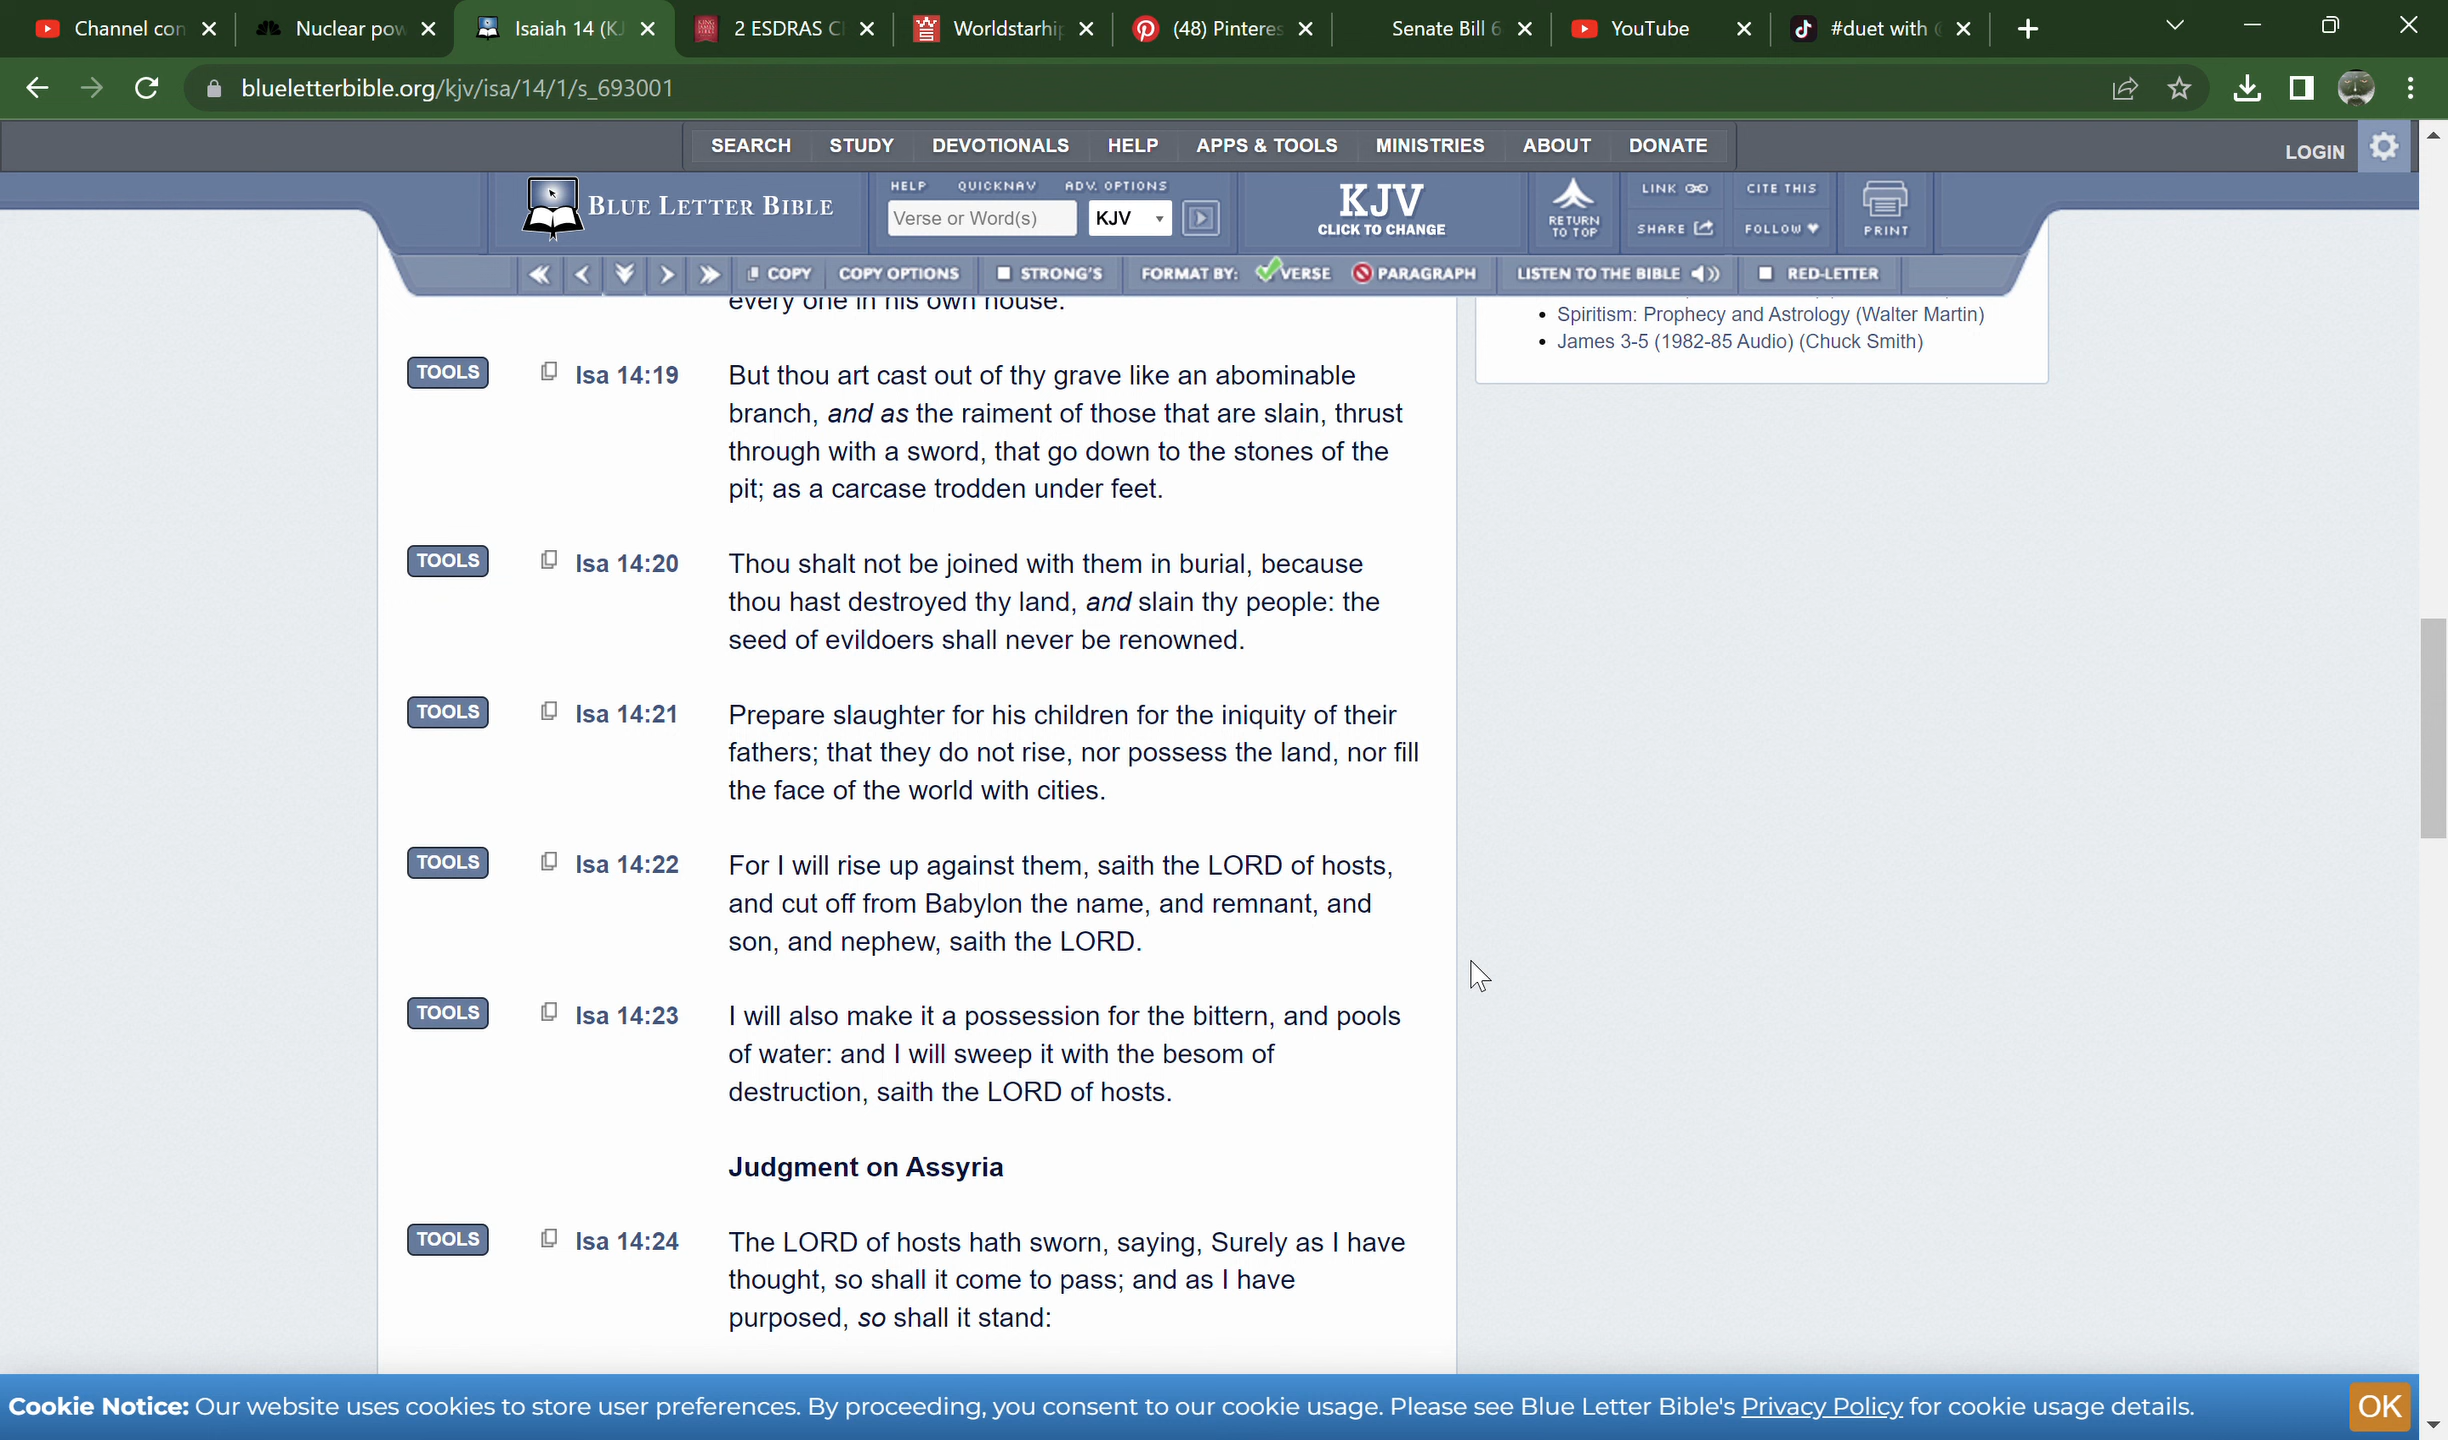 Channel con
Nuclear pow
Isaiah 14 (KJ
2 ESDRAS C
Worldstarhip
(48) Pinteres
Senate Bill 6
YouTube
#duet with
blueletterbible.org/kjv/isa/14/1/s_693001
SEARCH STUDY DEVOTIONALS HELP APPS & TOOLS MINISTRIES ABOUT DONATE
LOGIN
BLUE LETTER BIBLE
HELP QUICKNAV ADV. OPTIONS
Verse or Word(s) KJV
KJV
CLICK TO CHANGE
RETURN
TO TOP
LINK CITE THIS
SHARE FOLLOW
PRINT
COPY COPY OPTIONS STRONG'S FORMAT BY: VERSE PARAGRAPH LISTEN TO THE BIBLE RED-LETTER
every one in his own house.
Spiritism: Prophecy and Astrology (Walter Martin)
James 3-5 (1982-85 Audio) (Chuck Smith)
TOOLS Isa 14:19 But thou art cast out of thy grave like an abominable
branch, and as the raiment of those that are slain, thrust
through with a sword, that go down to the stones of the
pit; as a carcase trodden under feet.
TOOLS Isa 14:20 Thou shalt not be joined with them in burial, because
thou hast destroyed thy land, and slain thy people: the
seed of evildoers shall never be renowned.
TOOLS Isa 14:21 Prepare slaughter for his children for the iniquity of their
fathers; that they do not rise, nor possess the land, nor fill
the face of the world with cities.
TOOLS Isa 14:22 For I will rise up against them, saith the LORD of hosts,
and cut off from Babylon the name, and remnant, and
son, and nephew, saith the LORD.
TOOLS Isa 14:23 I will also make it a possession for the bittern, and pools
of water: and I will sweep it with the besom of
destruction, saith the LORD of hosts.
Judgment on Assyria
TOOLS Isa 14:24 The LORD of hosts hath sworn, saying, Surely as I have
thought, so shall it come to pass; and as I have
purposed, so shall it stand:
Cookie Notice: Our website uses cookies to store user preferences. By proceeding, you consent to our cookie usage. Please see Blue Letter Bible's Privacy Policy for cookie usage details.
OK